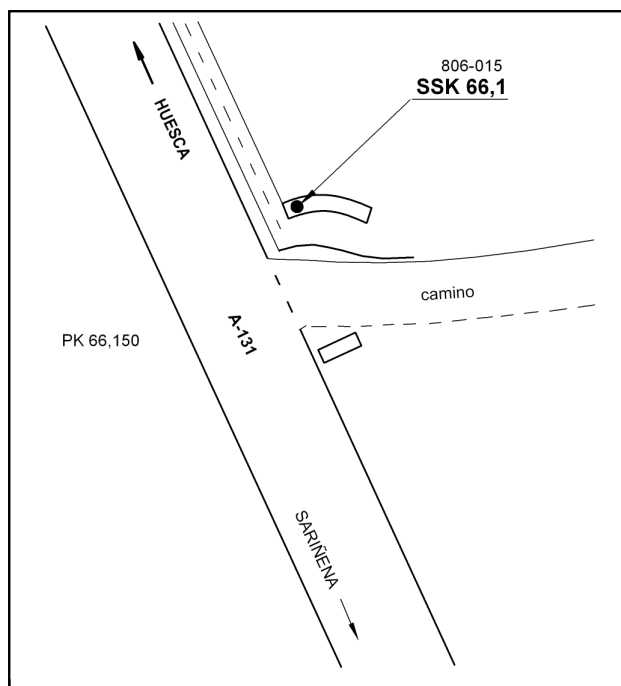 806-015
SSK 66,1
HUESCA
camino
A-131
PK 66,150
SARIÑENA